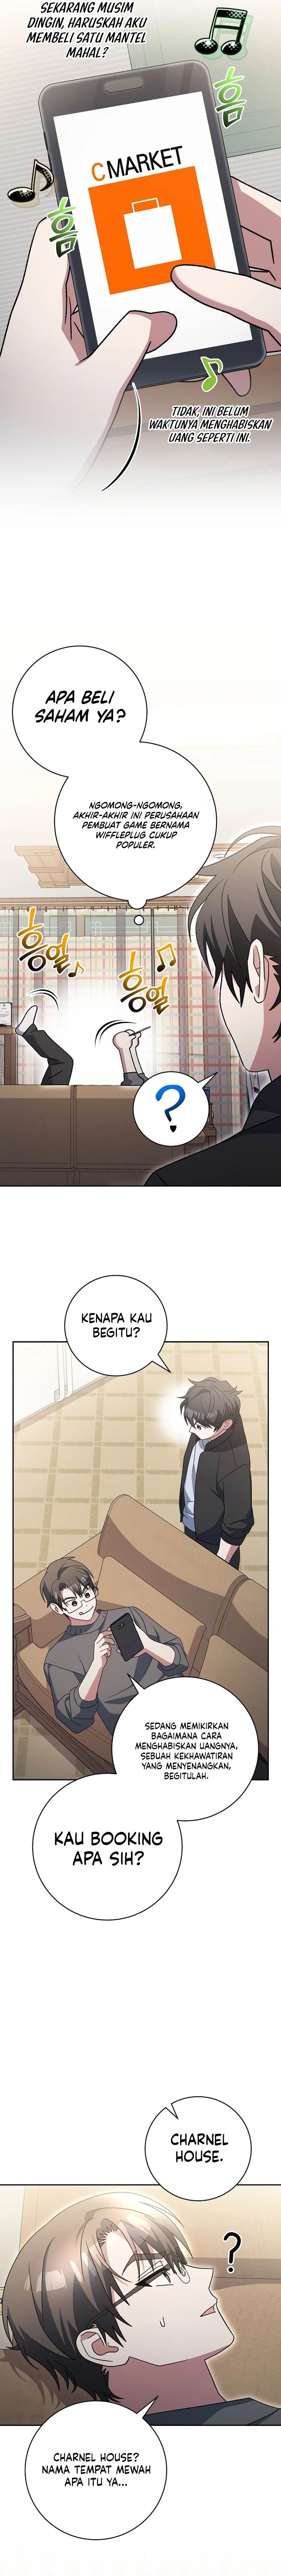 SEKARANG MUSIM
DINGIN, HARUSKAH AKU
MEMBELI SATU MANTEL
MAHAL?
흠
흠
CMARKET
TIDAK, INI BELUM
WAKTUNYA MENGHABISKAN
UANG SEPERTI INI.
APA BELI
SAHAM YA?
NGOMONG-NGOMONG,
AKHIR-AKHIR INI PERUSAHAAN
PEMBUAT GAME BERNAMA
WIFFLEPLUG CUKUP
POPULER.
흥얼
흥얼
?
KENAPA KAU
BEGITU?
SEDANG MEMIKIRKAN
BAGAIMANA CARA
MENGHABISKAN UANGNYA,
SEBUAH KEKHAWATIRAN
YANG MENYENANGKAN,
BEGITULAH.
KAU BOOKING
APA SIH?
CHARNEL
HOUSE.
?
CHARNEL HOUSE?
NAMA TEMPAT MEWAH
APA ITU YA...